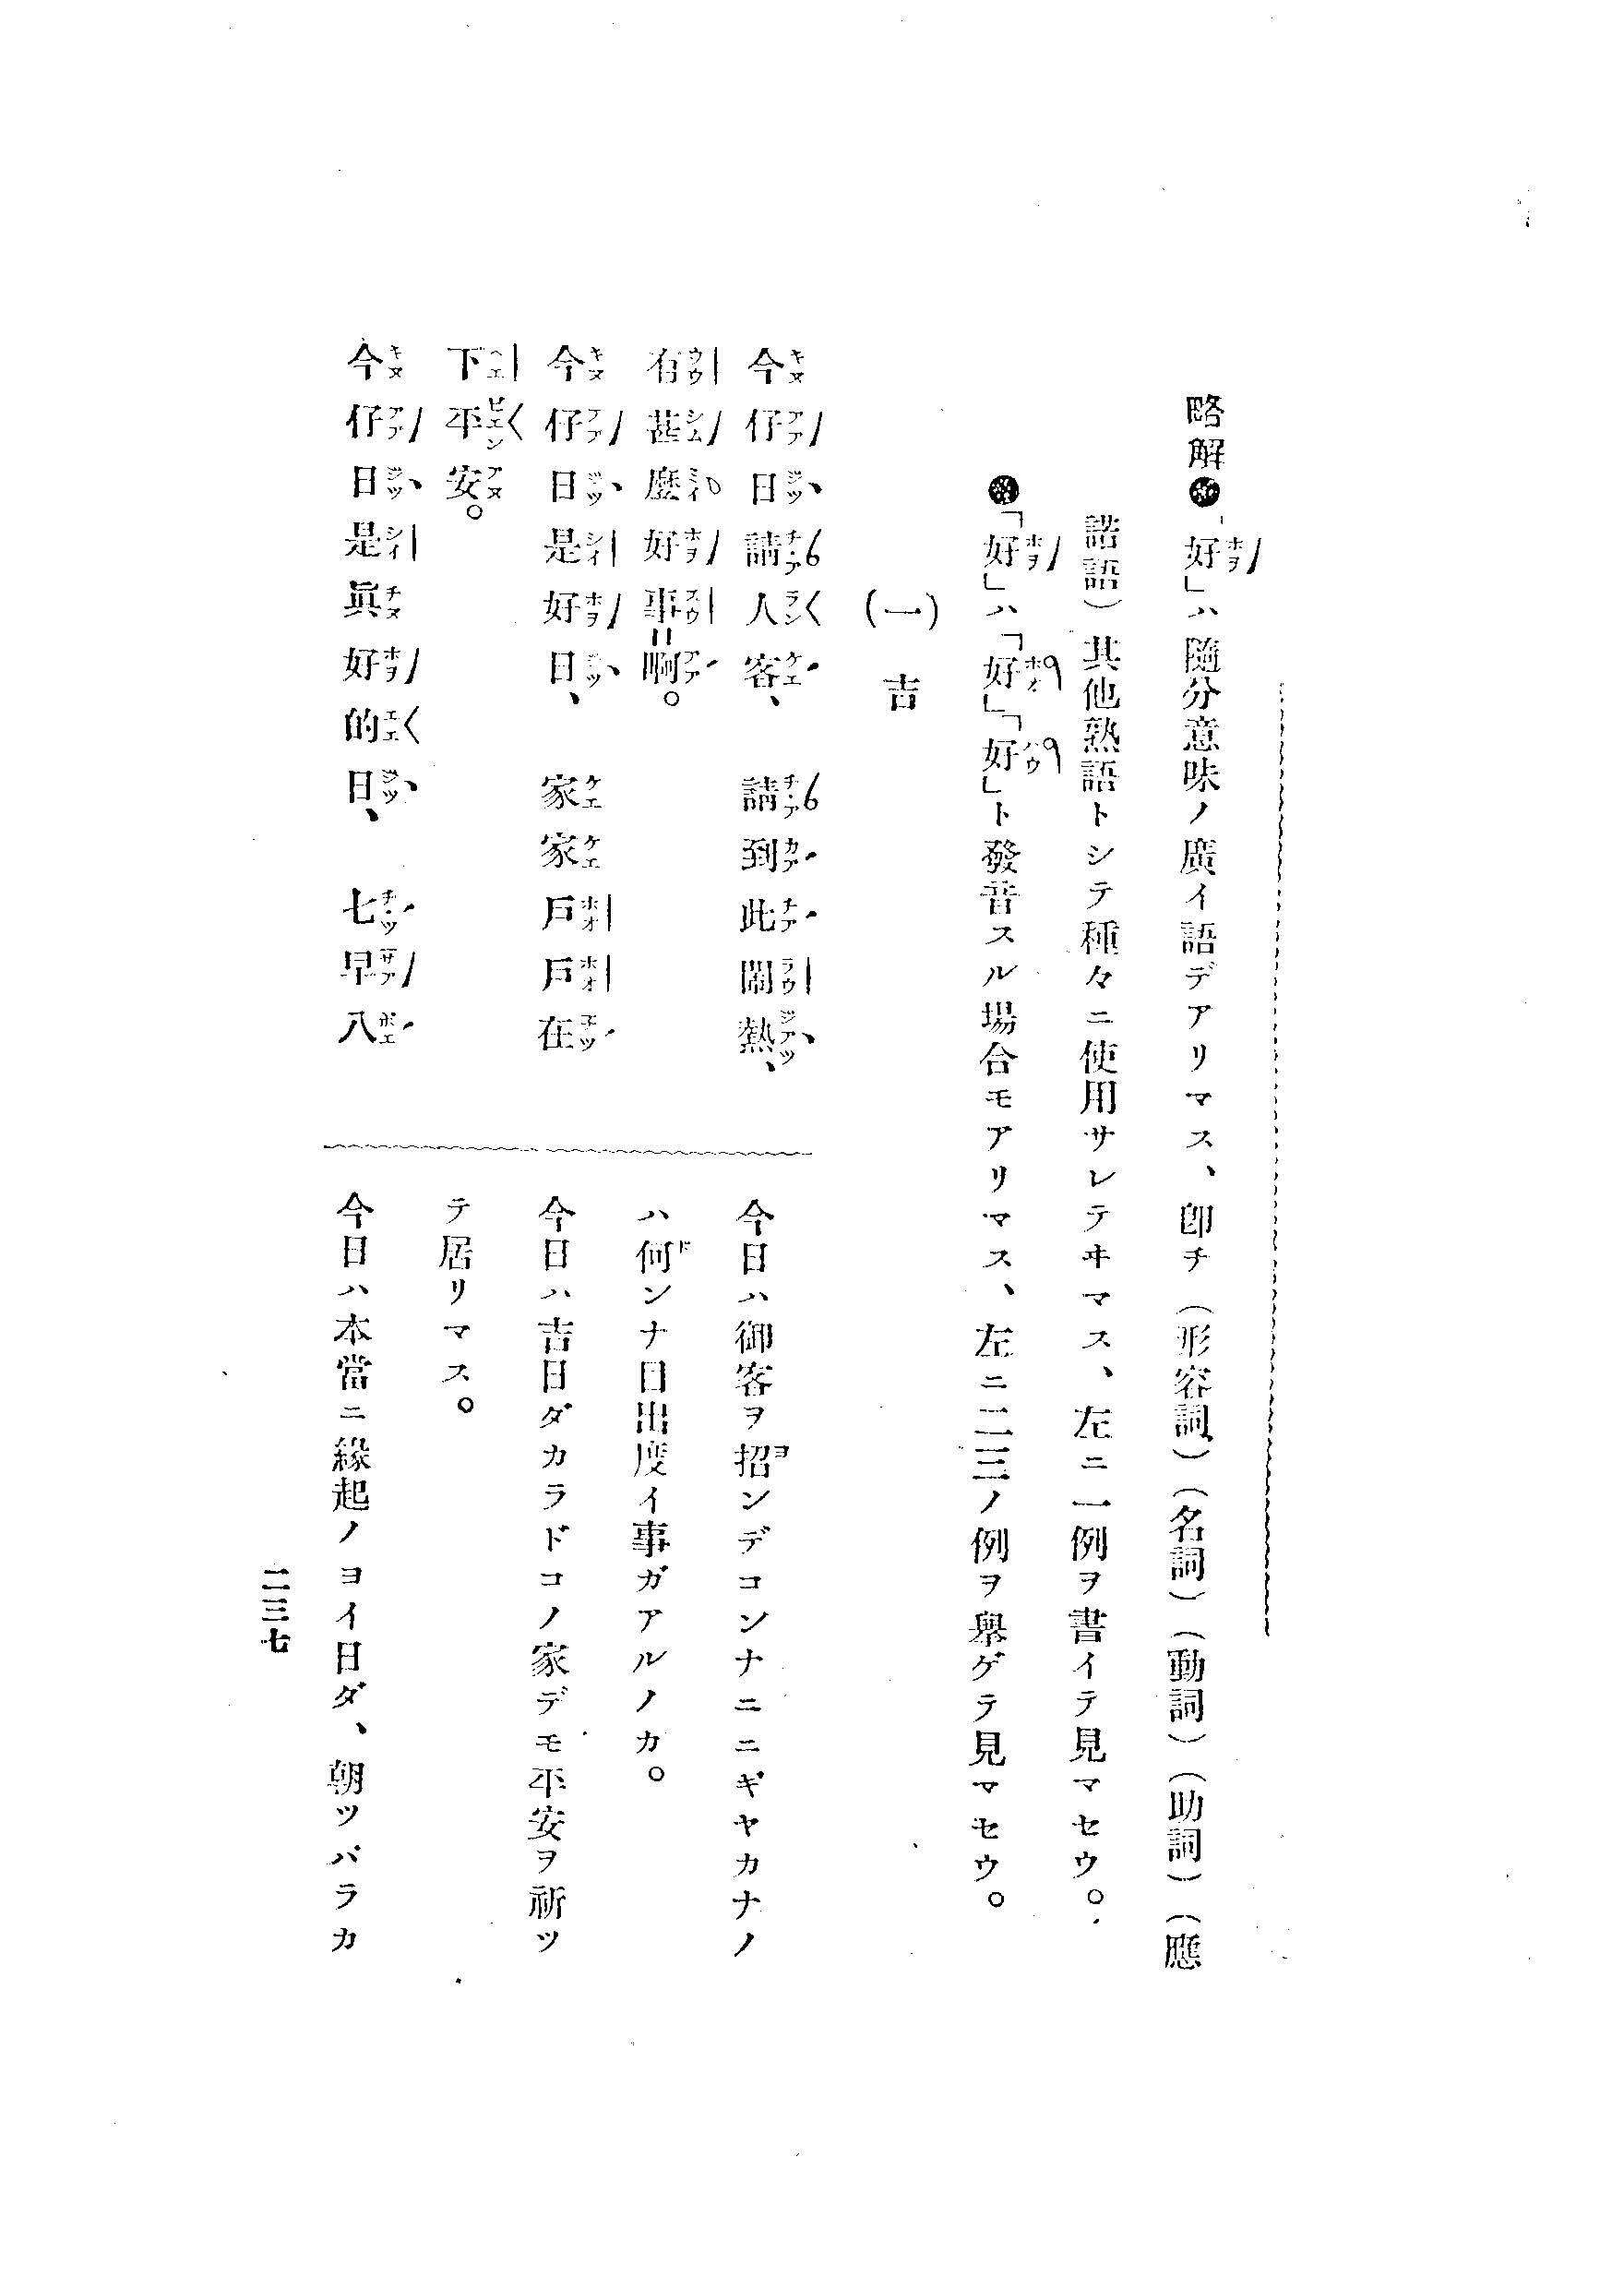 略解●「好」ハ隨分意味ノ廣イ語デアリマス、卽チ（形容詞）（名詞）（動詞）（助詞）（應
諾語）其他熟語トシテ種々ニ使用サレテヰマス、左ニ一例ヲ書イテ見マセウ。
●「好」ハ「好」「好」ト發音スル場合モアリマス、左ニ二三ノ例ヲ擧ゲテ見マセウ。
（一）吉
今仔日請人客、請到此鬧熱、
有甚麼好事＝啊。
今仔日是好日、家家戶戶在
下平安。
今仔日是眞好的日、七早八
今日ハ御客ヲ招ンデコンナニニギヤカナノ
ハ何ンナ目出度イ事ガアルノカ。
今日ハ吉日ダカラドコノ家デモ平安ヲ祈ツ
テ居リマス。
今日ハ本當ニ緣起ノヨイ日ダ、朝ツパラカ
二三七